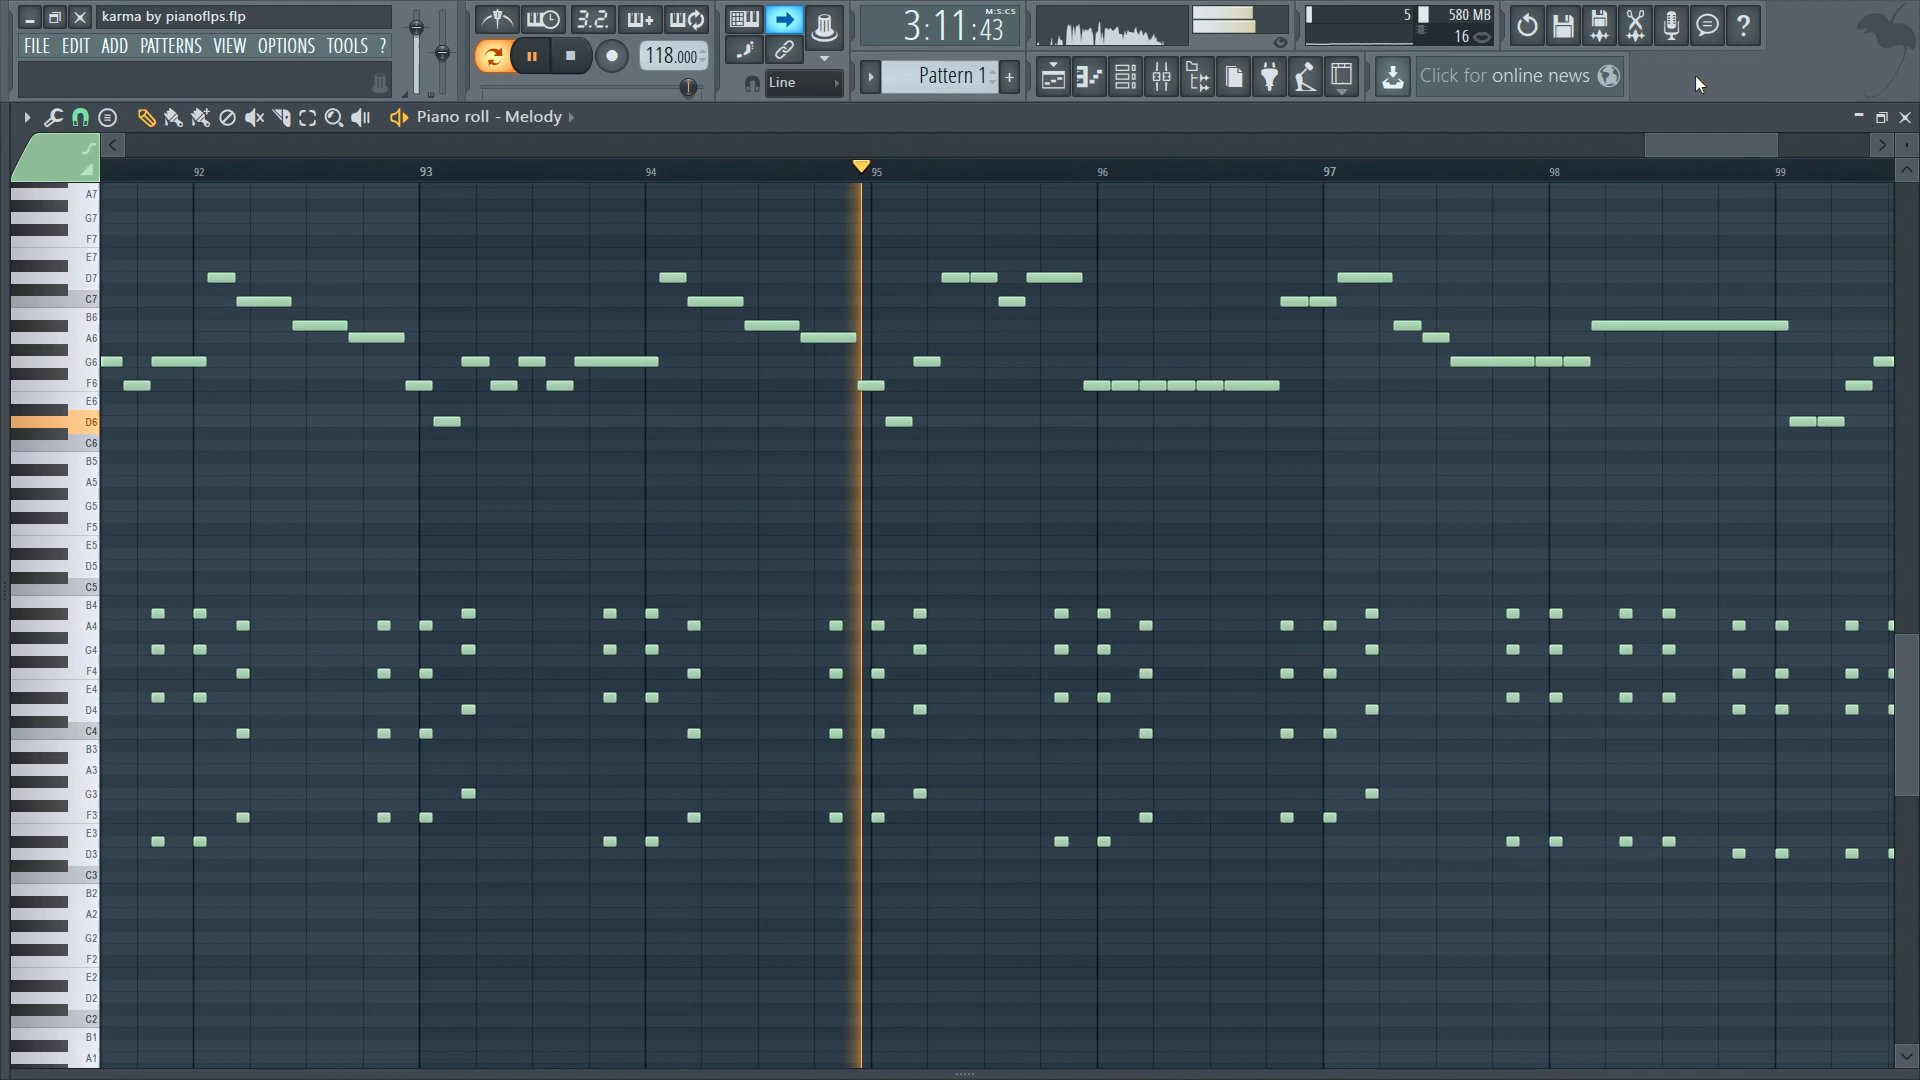 karma by pianoflps.flp
FILE EDIT ADD PATTERNS VIEW OPTIONS TOOLS ?
3.2.
118.000
Line
3:11:43
M:S:CS
Pattern 1
+
5
580 MB
16
?
Click for online news
Piano roll - Melody
92 93 94 95 96 97 98 99
A7
G7
F7
E7
D7
C7
B6
A6
G6
F6
E6
D6
C6
B5
A5
G5
F5
E5
D5
C5
B4
A4
G4
F4
E4
D4
C4
B3
A3
G3
F3
E3
D3
C3
B2
A2
G2
F2
E2
D2
C2
B1
A1